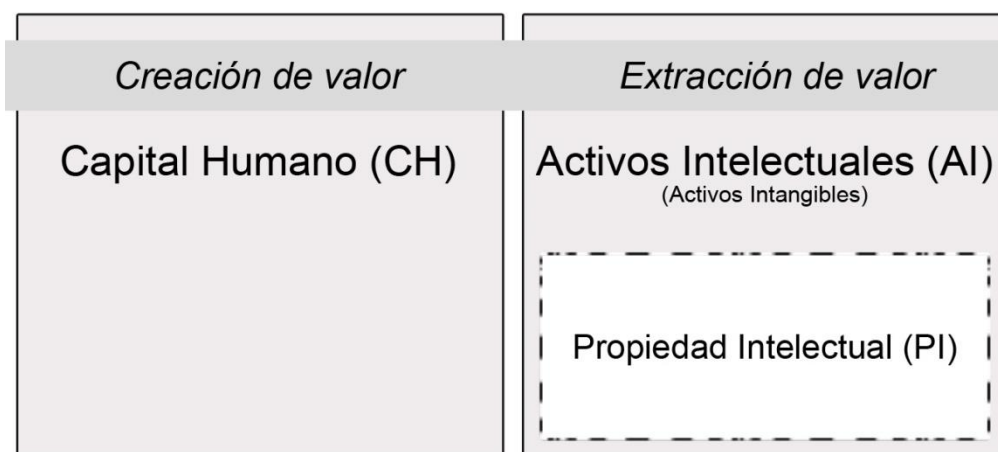 Creación de valor
Capital Humano (CH)
Extracción de valor
Activos Intelectuales (AI)
(Activos Intangibles)
Propiedad Intelectual (PI)